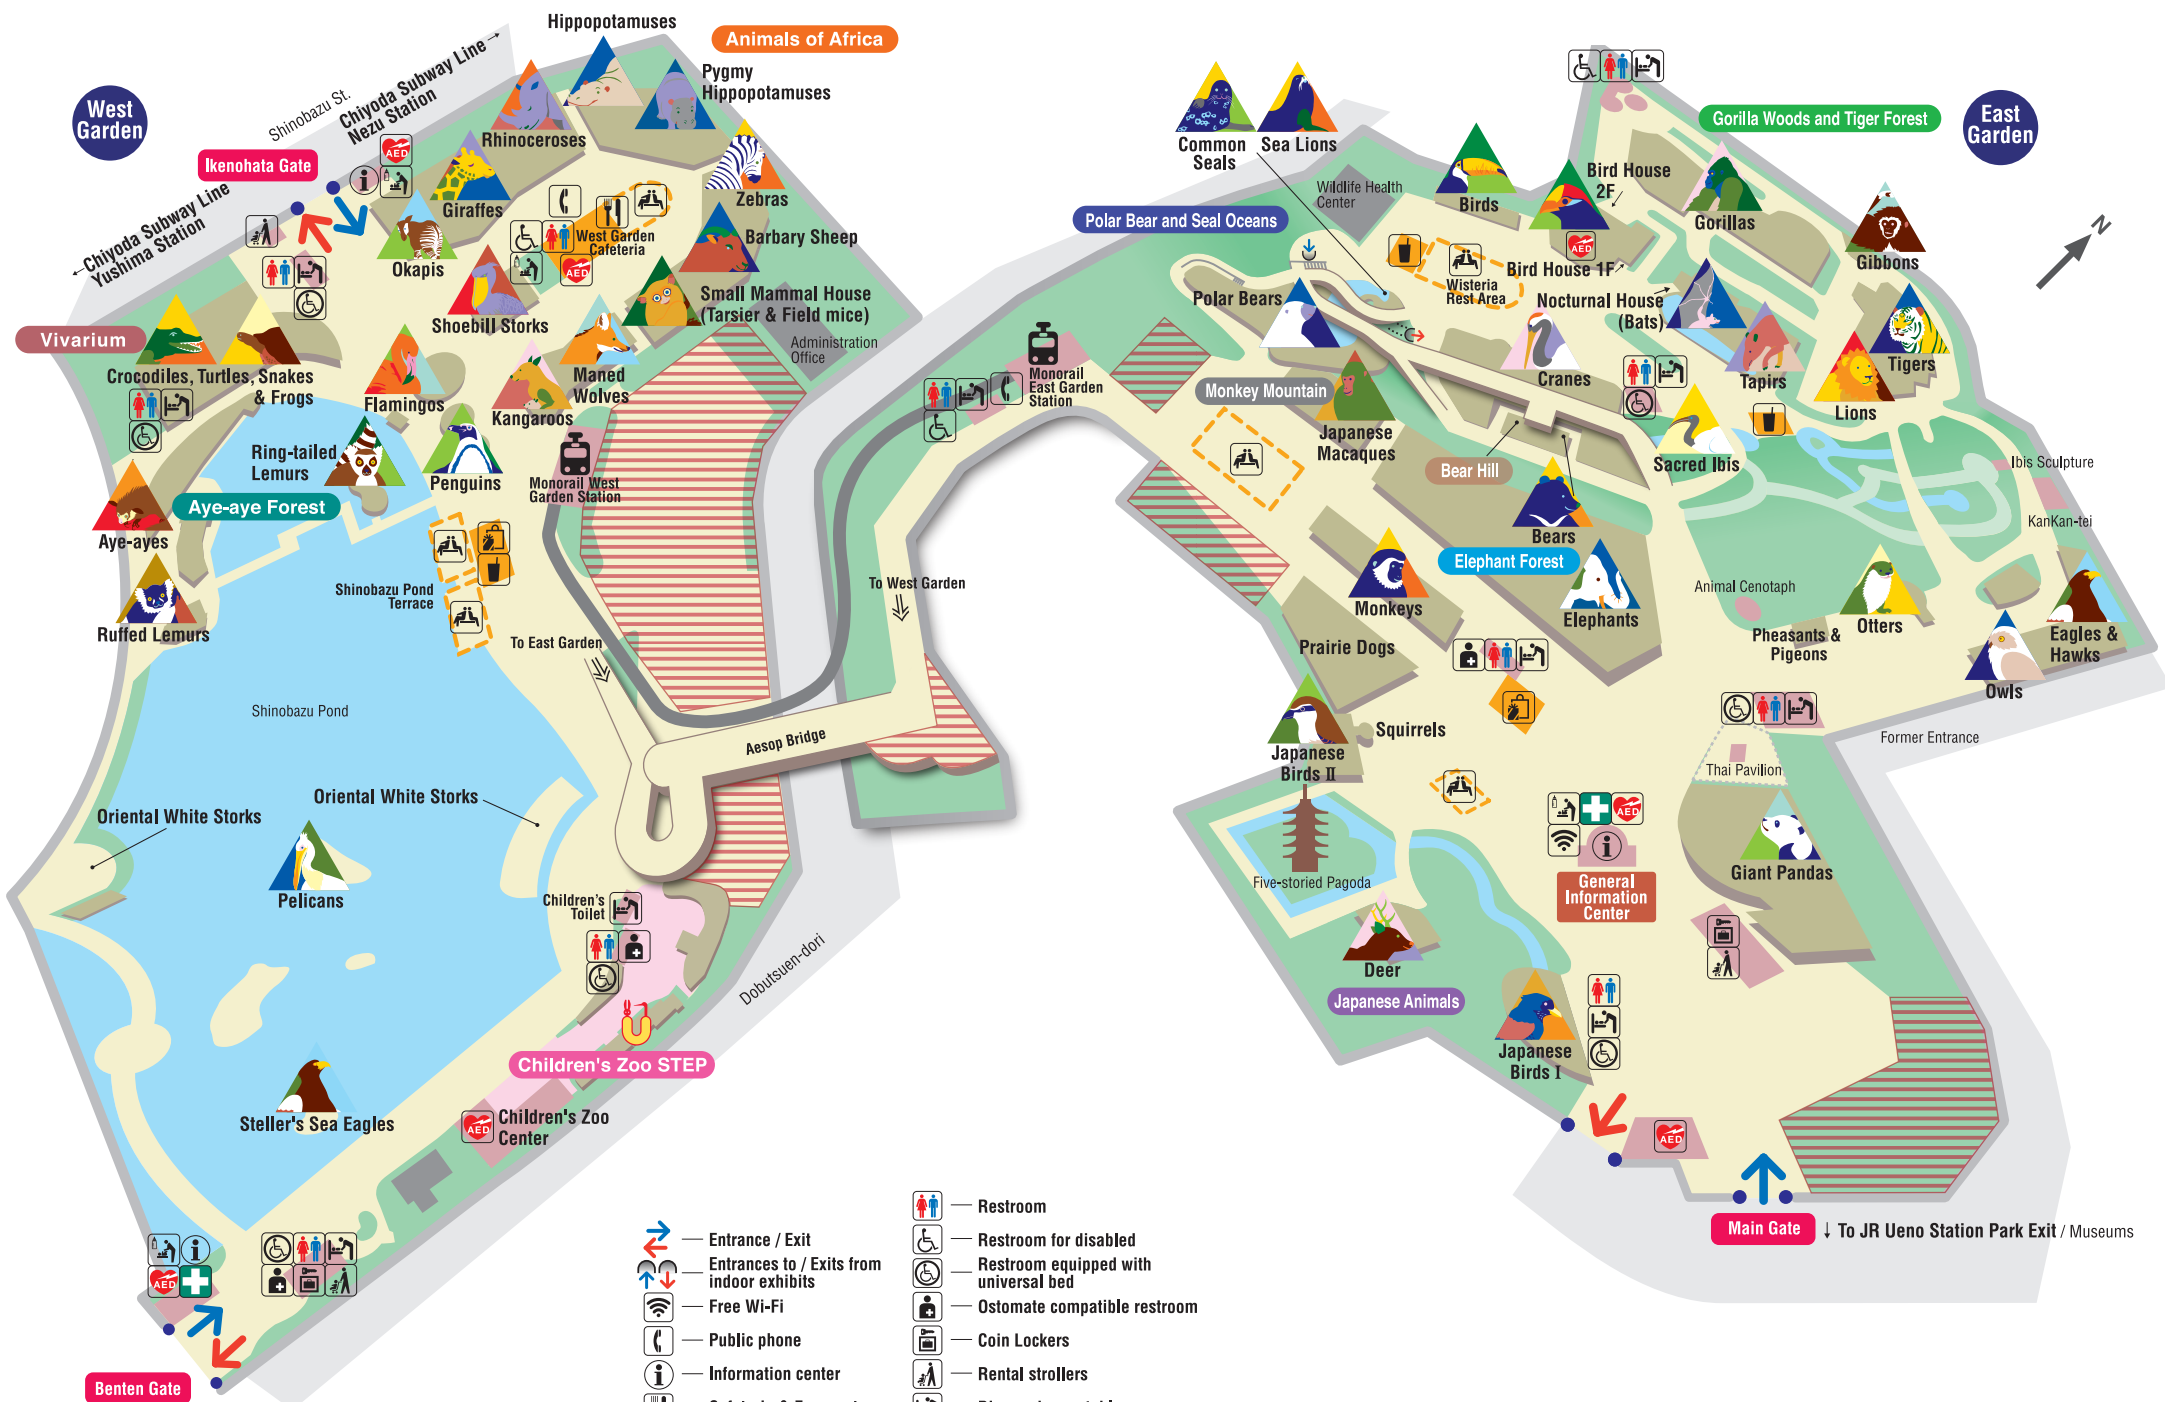 West
Garden
Shinobazu St.
Chiyoda Subway Line →
Nezu Station
Ikenohata Gate
←Chiyoda Subway Line
Yushima Station
Hippopotamuses
Animals of Africa
Pygmy
Hippopotamuses
Rhinoceroses
AED
Giraffes
Zebras
Okapis
West Garden
Cafeteria
AED
Barbary Sheep
Shoebill Storks
Small Mammal House
(Tarsier & Field mice)
Administration
Office
Vivarium
Crocodiles, Turtles, Snakes
& Frogs
Flamingos
Kangaroos
Maned
Wolves
Ring-tailed
Lemurs
Penguins
Monorail West
Garden Station
Aye-aye Forest
Aye-ayes
Ruffed Lemurs
Shinobazu Pond
Terrace
To East Garden
Shinobazu Pond
Aesop Bridge
Oriental White Storks
Oriental White Storks
Pelicans
Children's
Toilet
Dobutsuen-dori
Children's Zoo STEP
Steller's Sea Eagles
AED
Children's Zoo
Center
AED
Benten Gate
East
Garden
Gorilla Woods and Tiger Forest
Common
Seals
Sea Lions
Wildlife Health
Center
Polar Bear and Seal Oceans
Birds
Bird House
2F
AED
Bird House 1F
Gorillas
Gibbons
N
Polar Bears
Wisteria
Rest Area
Nocturnal House
(Bats)
Cranes
Tapirs
Tigers
Lions
Monorail
East Garden
Station
Monkey Mountain
Japanese
Macaques
Bear Hill
Sacred Ibis
Ibis Sculpture
KanKan-tei
Bears
Elephant Forest
To West Garden
Monkeys
Elephants
Animal Cenotaph
Pheasants &
Pigeons
Otters
Eagles &
Hawks
Owls
Prairie Dogs
Squirrels
Japanese
Birds II
Former Entrance
Thai Pavilion
AED
General
Information
Center
Giant Pandas
Five-storied Pagoda
Deer
Japanese Animals
Japanese
Birds I
AED
Main Gate
↓ To JR Ueno Station Park Exit / Museums
Entrance / Exit
Entrances to / Exits from
indoor exhibits
Free Wi-Fi
Public phone
Information center
Restroom
Restroom for disabled
Restroom equipped with
universal bed
Ostomate compatible restroom
Coin Lockers
Rental strollers